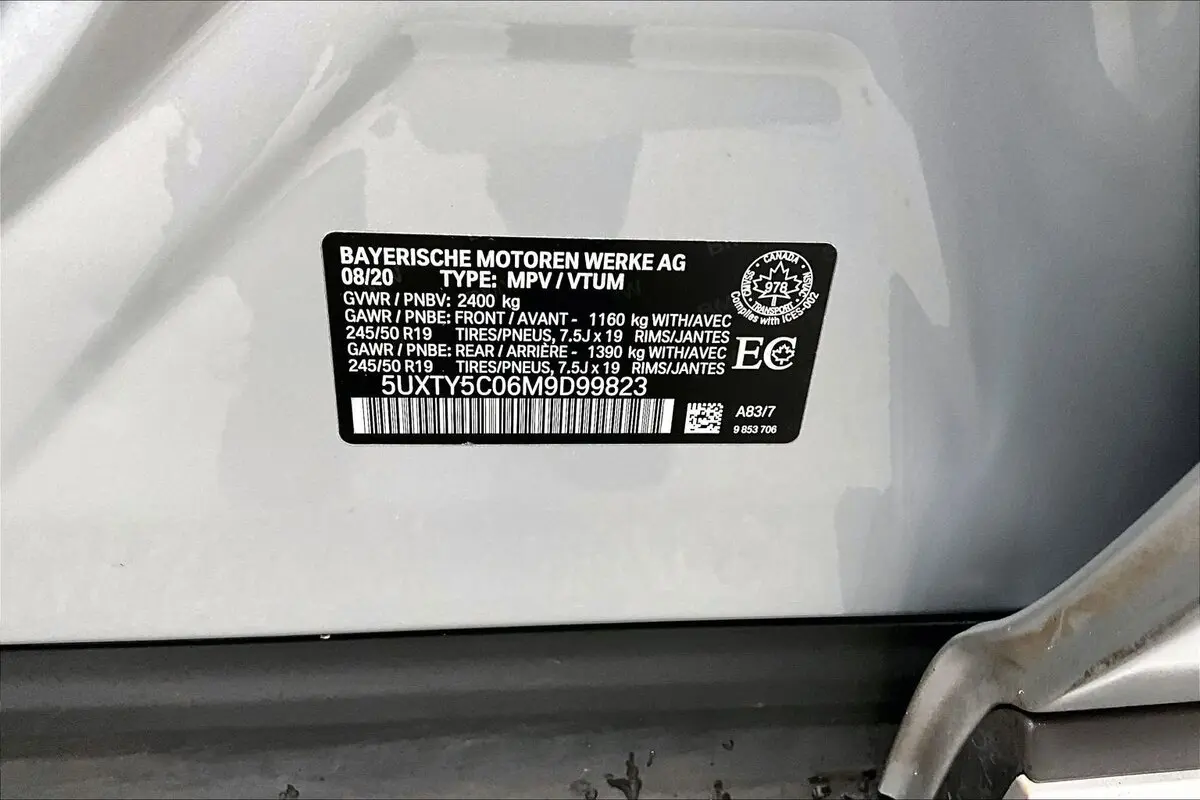 BAYERISCHE MOTOREN WERKE AG
08/20 TYPE: MPV / VTUM
GVWR / PNBV: 2400 kg
GAWR / PNBE: FRONT / AVANT - 1160 kg WITH/AVEC
245/50 R19 TIRES/PNEUS, 7.5J x 19 RIMS/JANTES
GAWR / PNBE: REAR / ARRIÈRE - 1390 kg WITH/AVEC
245/50 R19 TIRES/PNEUS, 7.5J x 19 RIMS/JANTES
5UXTY5C06M9D99823
CANADA
NSVAC
978
TRANSPORT
CMVSS
Complies with ICES-002
EC
A83/7
9 853 706